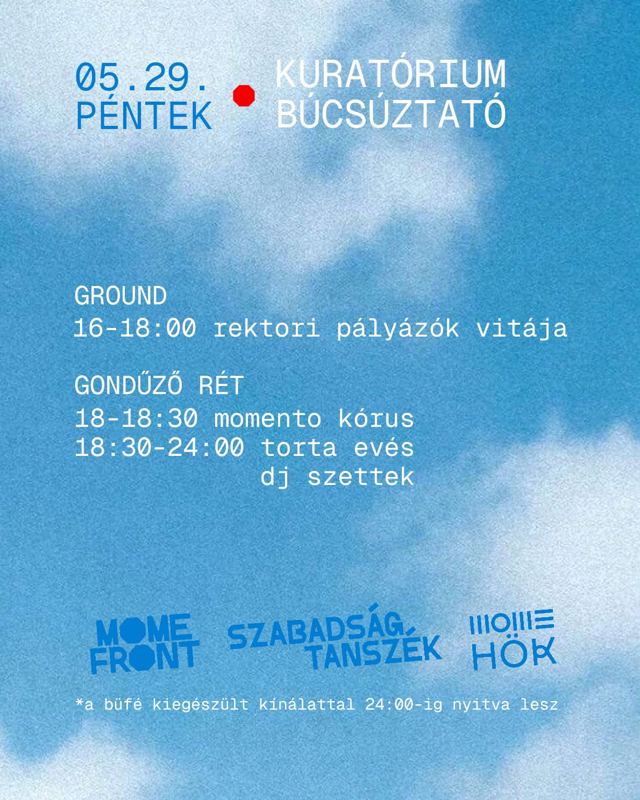 05.29.
PÉNTEK
KURATÓRIUM
BÚCSÚZTATÓ
GROUND
16-18:00 rektori pályázók vitája
GONDŰZŐ RÉT
18-18:30 momento kórus
18:30-24:00 torta evés
dj szettek
MOME
FRONT
SZABADSÁG
TANSZÉK
MOME
HÖK
*a büfé kiegészült kínálattal 24:00-ig nyitva lesz